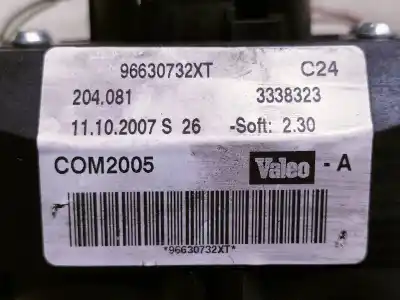 96630732XT C24
204.081 3338323
11.10.2007 S 26 -Soft: 2.30
COM2005 Valeo - A
*96630732XT*